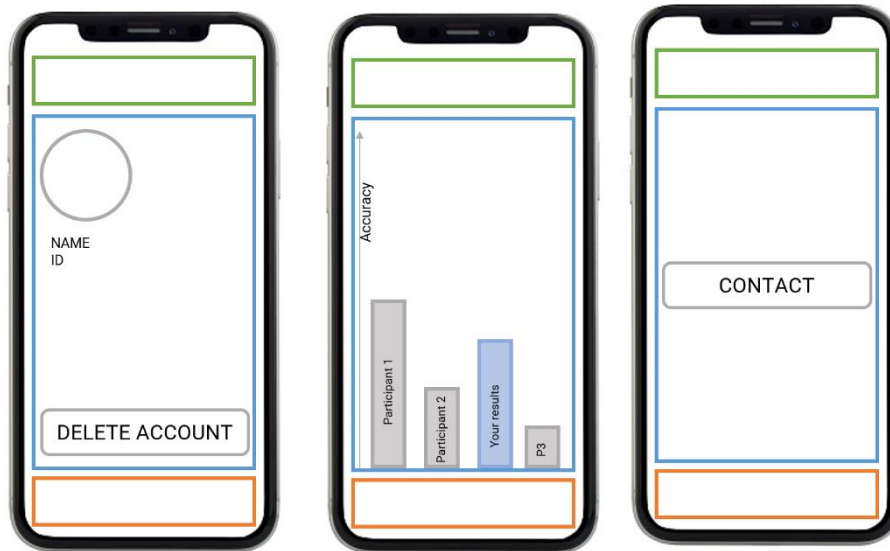 NAME
ID
DELETE ACCOUNT
Accuracy
Participant 1
Participant 2
Your results
P3
CONTACT